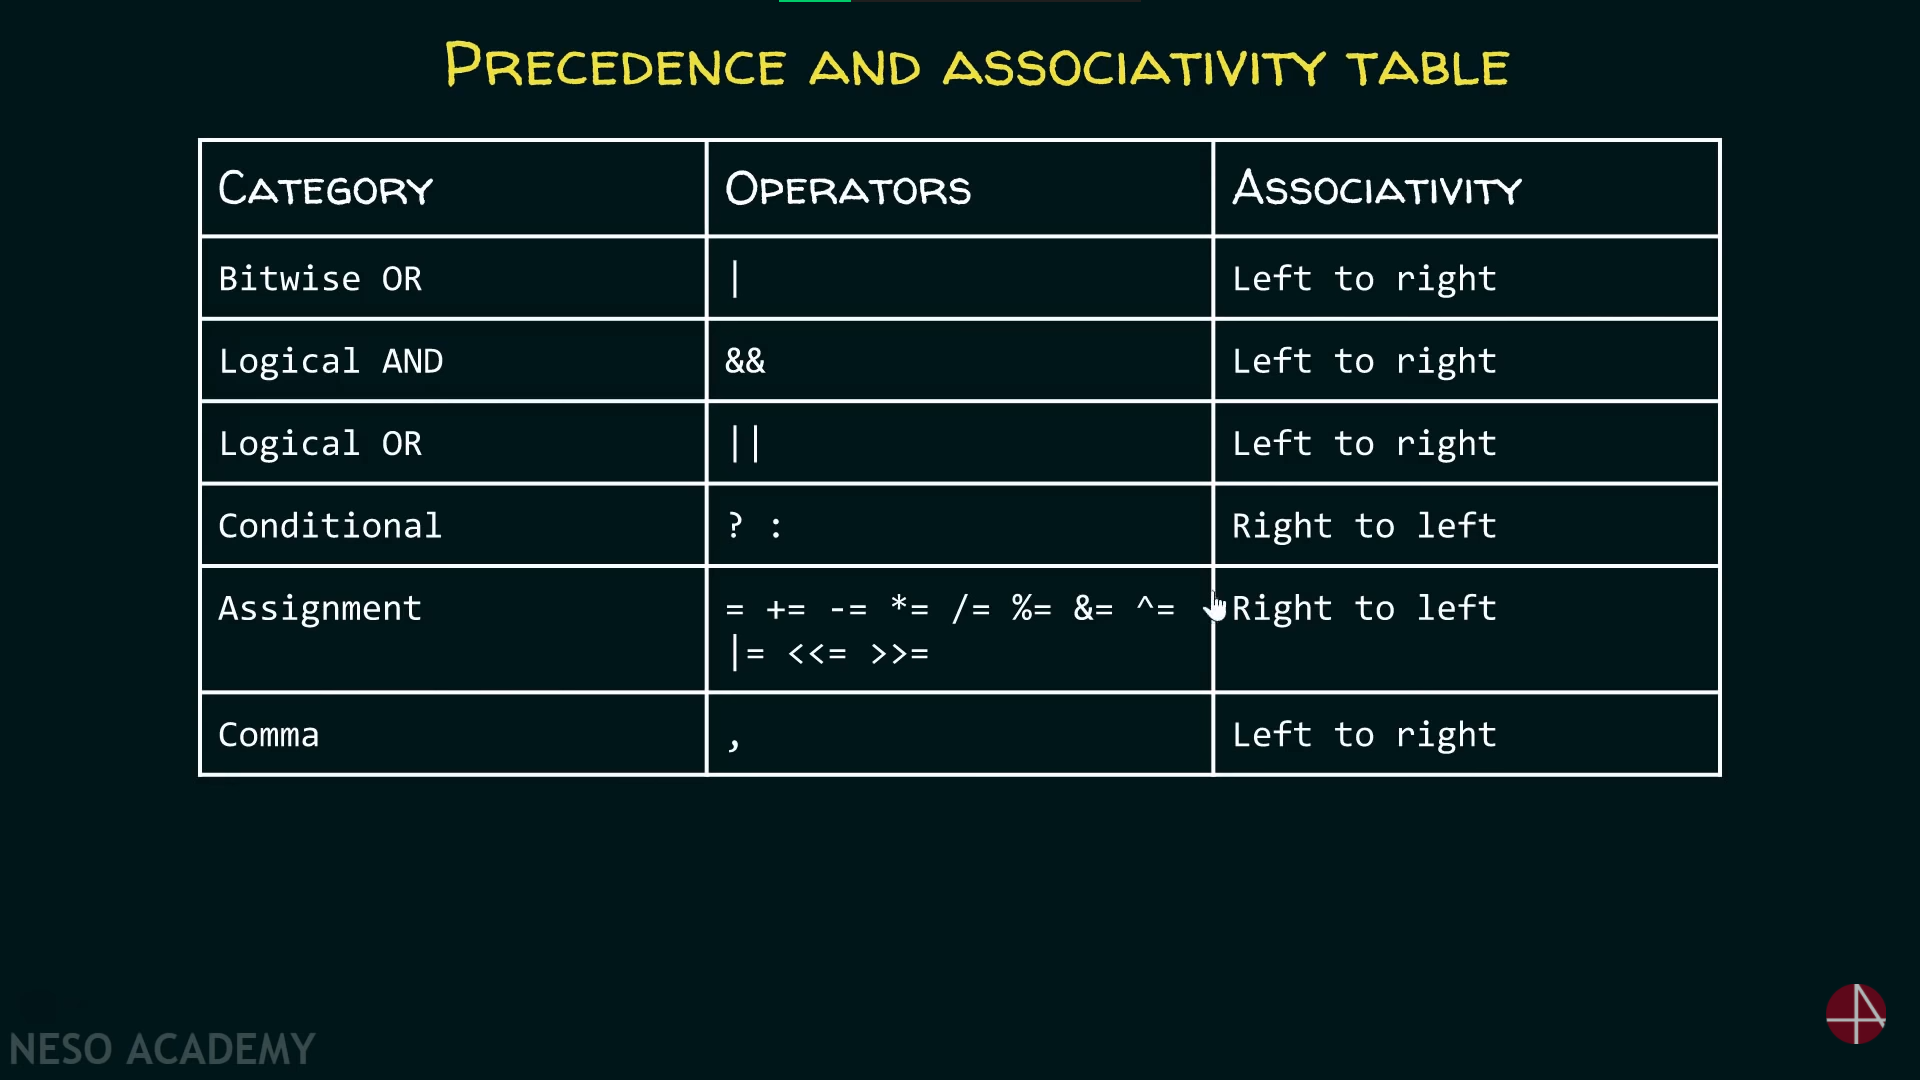 PRECEDENCE AND ASSOCIATIVITY TABLE
CATEGORY OPERATORS ASSOCIATIVITY
Bitwise OR | Left to right
Logical AND && Left to right
Logical OR || Left to right
Conditional ? : Right to left
Assignment = += -= *= /= %= &= ^= Right to left
|= <<= >>=
Comma , Left to right
NESO ACADEMY